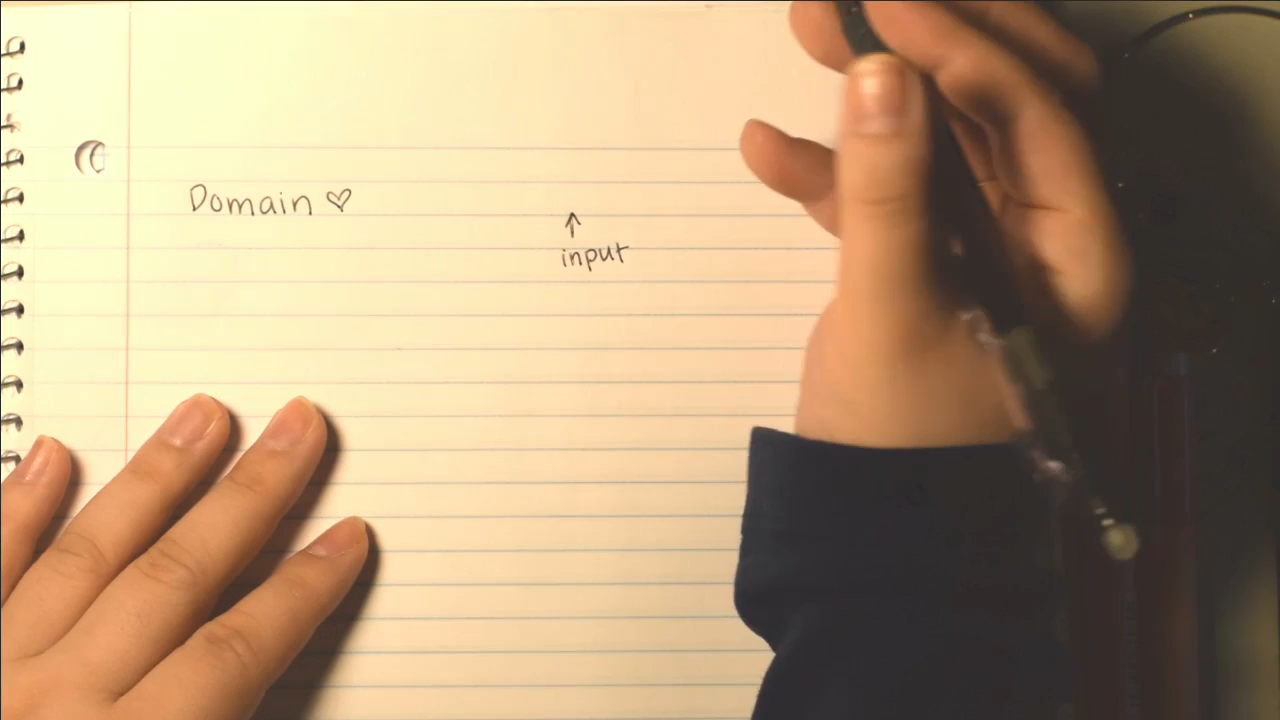 Domain ♡
↑
input